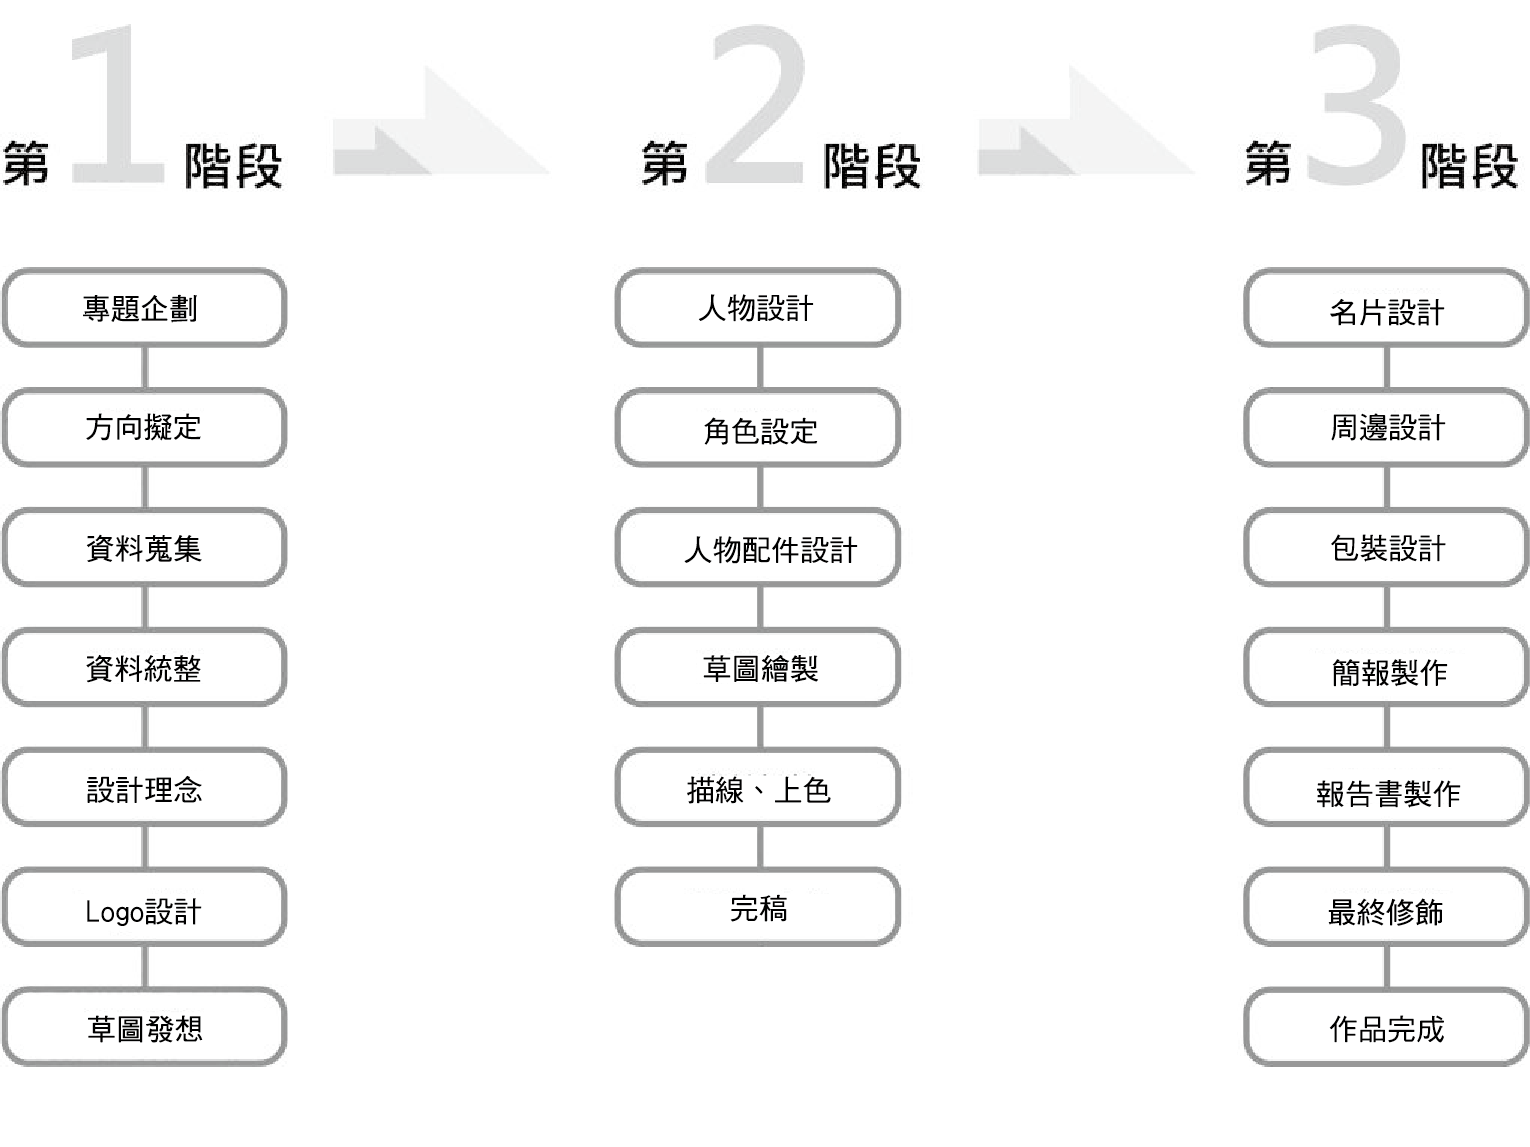 第1階段
專題企劃
方向擬定
資料蒐集
資料統整
設計理念
Logo設計
草圖發想
第2階段
人物設計
角色設定
人物配件設計
草圖繪製
描線、上色
完稿
第3階段
名片設計
周邊設計
包裝設計
簡報製作
報告書製作
最終修飾
作品完成